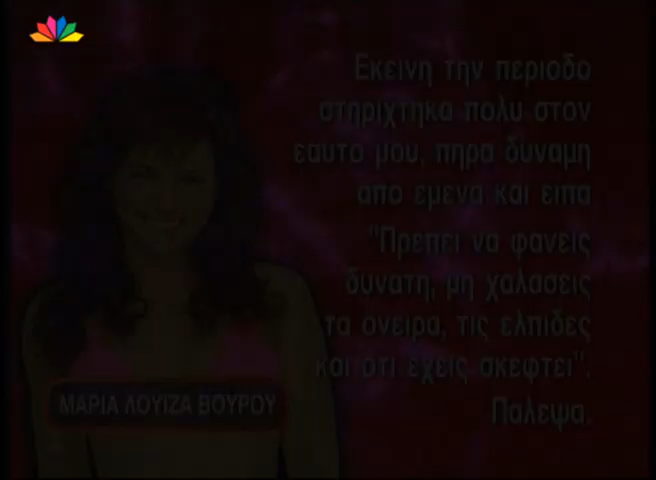 Εκεινη την περιοδο
στηριχτηκα πολυ στον
εαυτο μου, πηρα δυναμη
απο εμενα και ειπα
"Πρεπει να φανεις
δυνατη, μη χαλασεις
τα ονειρα, τις ελπιδες
και οτι εχεις σκεφτει".
Παλεψα.
ΜΑΡΙΑ ΛΟΥΙΖΑ ΒΟΥΡΟΥ